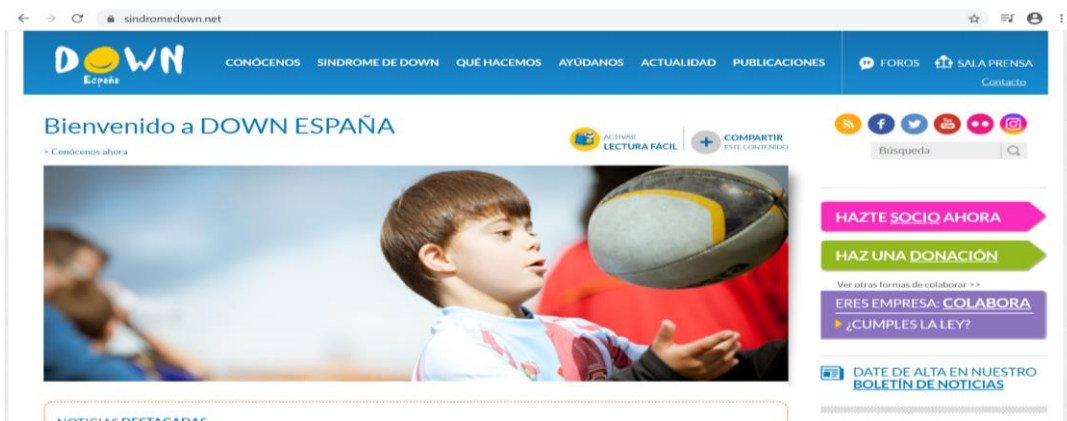 sindromedown.net
DOWN
España
CONÓCENOS SINDROME DE DOWN QUÉ HACEMOS AYÚDANOS ACTUALIDAD PUBLICACIONES
FOROS SALA PRENSA
Contacto
Bienvenido a DOWN ESPAÑA
> Conócenos ahora
ACTIVAR
LECTURA FÁCIL
COMPARTIR
ESTE CONTENIDO
Búsqueda
HAZTE SOCIO AHORA
HAZ UNA DONACIÓN
Ver otras formas de colaborar >>
ERES EMPRESA: COLABORA
¿CUMPLES LA LEY?
DATE DE ALTA EN NUESTRO
BOLETÍN DE NOTICIAS
NOTICIAS DESTACADAS